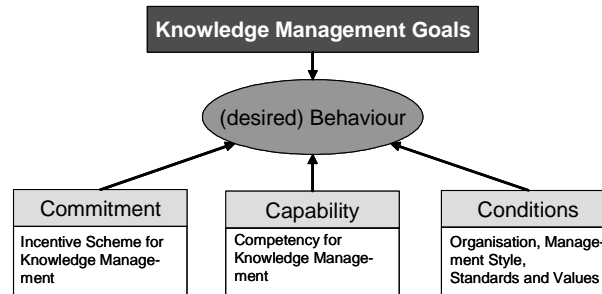 Knowledge Management Goals
(desired) Behaviour
Commitment
Incentive Scheme for
Knowledge Manage-
ment
Capability
Competency for
Knowledge Manage-
ment
Conditions
Organisation, Manage-
ment Style,
Standards and Values